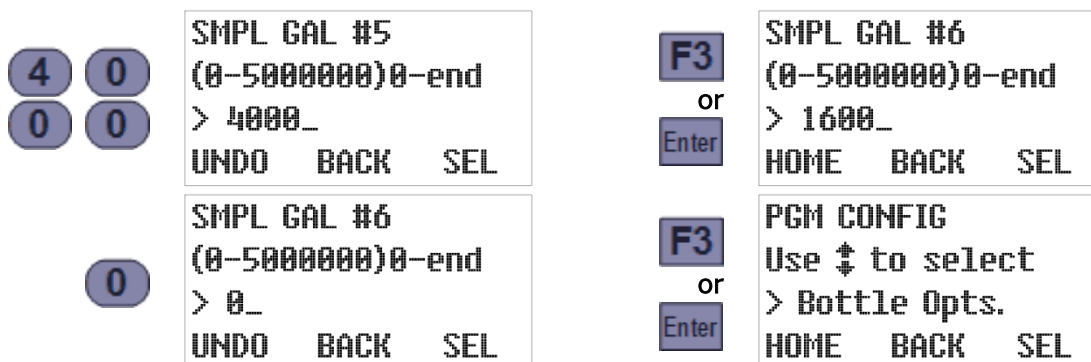 4 0
0 0
SMPL GAL #5
(0-5000000)0-end
> 4000_
UNDO BACK SEL
F3
or
Enter
SMPL GAL #6
(0-5000000)0-end
> 1600_
HOME BACK SEL
0
SMPL GAL #6
(0-5000000)0-end
> 0_
UNDO BACK SEL
F3
or
Enter
PGM CONFIG
Use ↕ to select
> Bottle Opts.
HOME BACK SEL